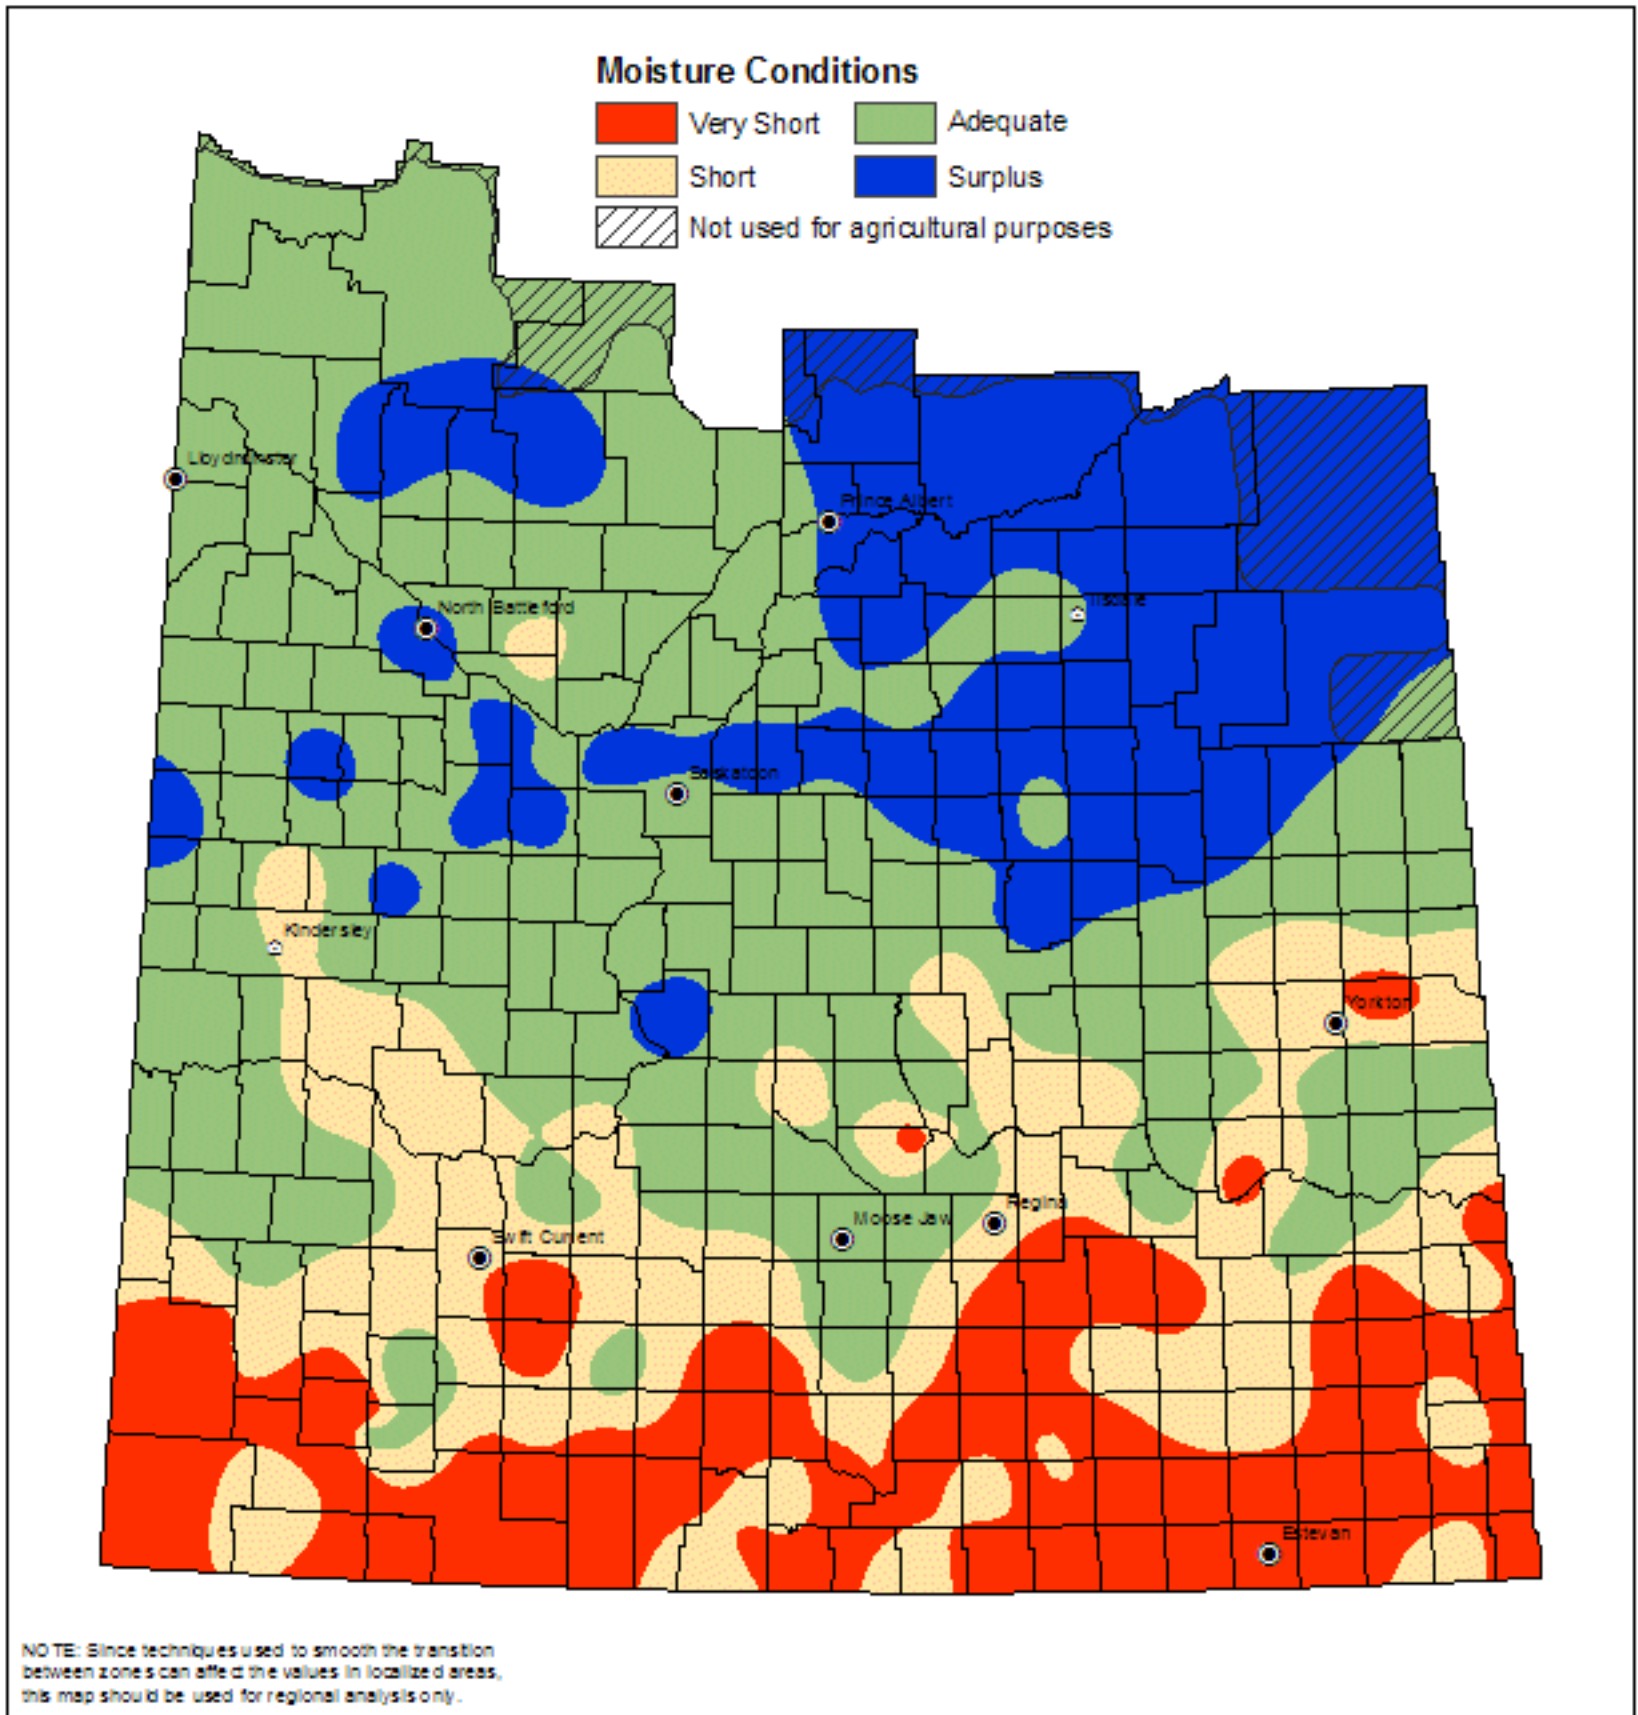 Moisture Conditions
Very Short
Adequate
Short
Surplus
Not used for agricultural purposes
Lloydminster
Prince Albert
North Battleford
Tisdale
Saskatoon
Kindersley
Yorkton
Regina
Moose Jaw
Swift Current
Estevan
NOTE: Since techniques used to smooth the transition
between zones can affect the values in localized areas,
this map should be used for regional analysis only.